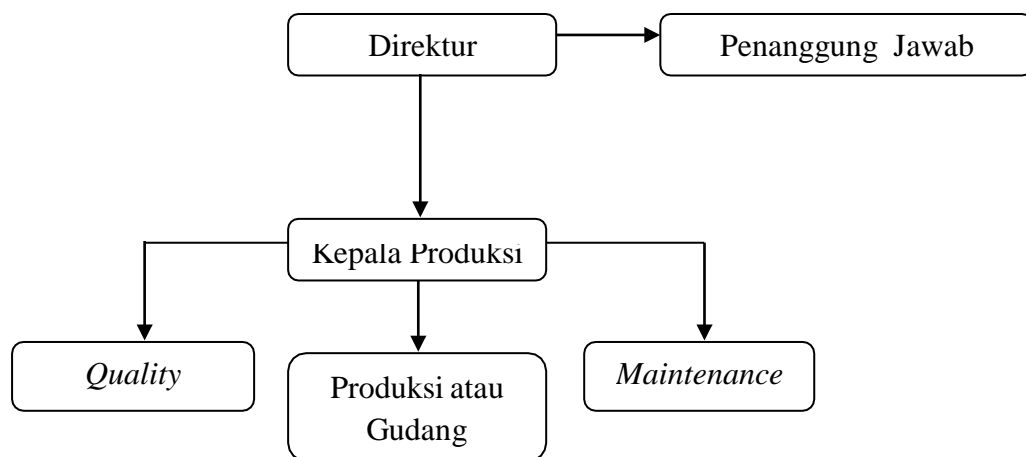 Direktur
Penanggung Jawab
Kepala Produksi
Quality
Produksi atau
Gudang
Maintenance